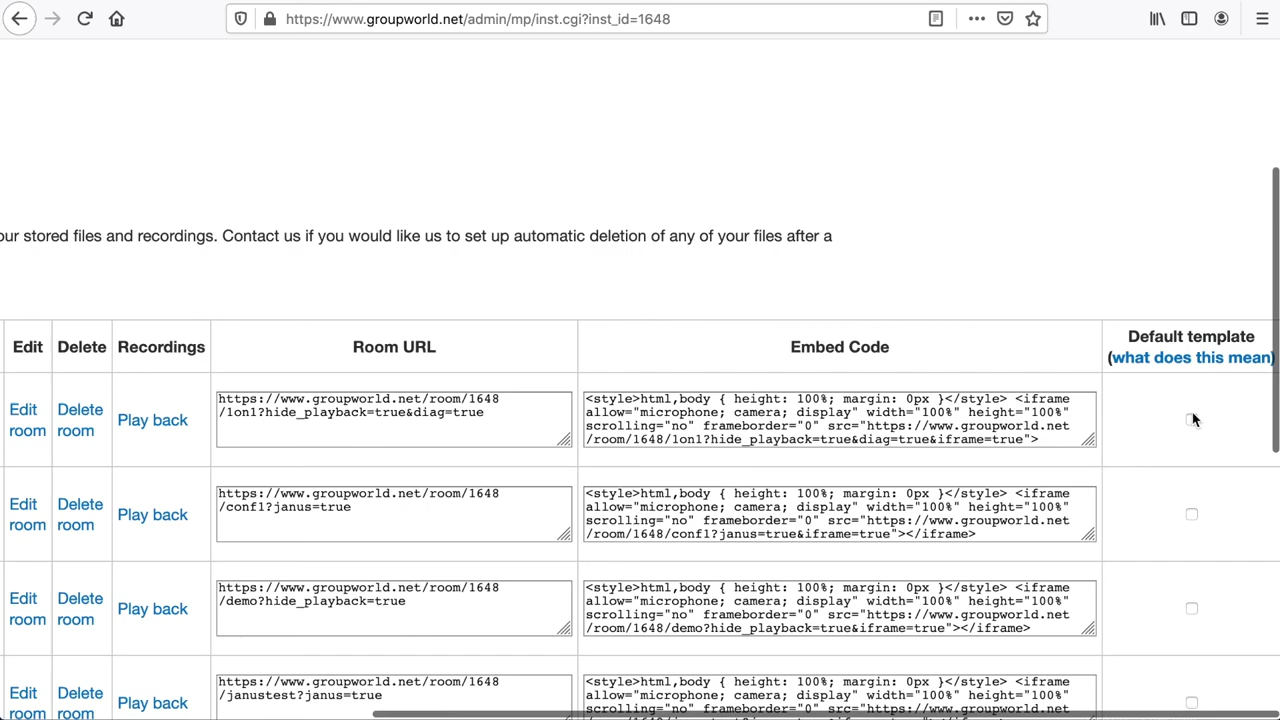 https://www.groupworld.net/admin/mp/inst.cgi?inst_id=1648
our stored files and recordings. Contact us if you would like us to set up automatic deletion of any of your files after a
Edit Delete Recordings Room URL Embed Code Default template
(what does this mean)
Edit room
Delete room
Play back
https://www.groupworld.net/room/1648
/1on1?hide_playback=true&diag=true
<style>html,body { height: 100%; margin: 0px }</style> <iframe
allow="microphone; camera; display" width="100%" height="100%"
scrolling="no" frameborder="0" src="https://www.groupworld.net
/room/1648/1on1?hide_playback=true&diag=true&iframe=true">
Edit room
Delete room
Play back
https://www.groupworld.net/room/1648
/conf1?janus=true
<style>html,body { height: 100%; margin: 0px }</style> <iframe
allow="microphone; camera; display" width="100%" height="100%"
scrolling="no" frameborder="0" src="https://www.groupworld.net
/room/1648/conf1?janus=true&iframe=true"></iframe>
Edit room
Delete room
Play back
https://www.groupworld.net/room/1648
/demo?hide_playback=true
<style>html,body { height: 100%; margin: 0px }</style> <iframe
allow="microphone; camera; display" width="100%" height="100%"
scrolling="no" frameborder="0" src="https://www.groupworld.net
/room/1648/demo?hide_playback=true&iframe=true"></iframe>
Edit room
Delete room
Play back
https://www.groupworld.net/room/1648
/janustest?janus=true
<style>html,body { height: 100%; margin: 0px }</style> <iframe
allow="microphone; camera; display" width="100%" height="100%"
scrolling="no" frameborder="0" src="https://www.groupworld.net